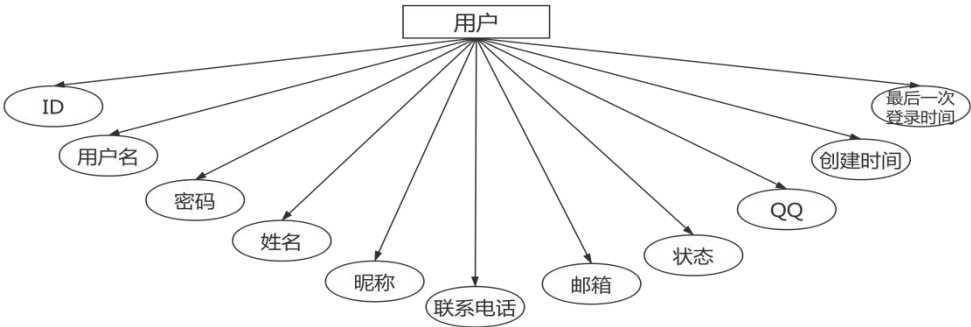 用户
ID
用户名
密码
姓名
昵称
联系电话
邮箱
状态
QQ
创建时间
最后一次
登录时间